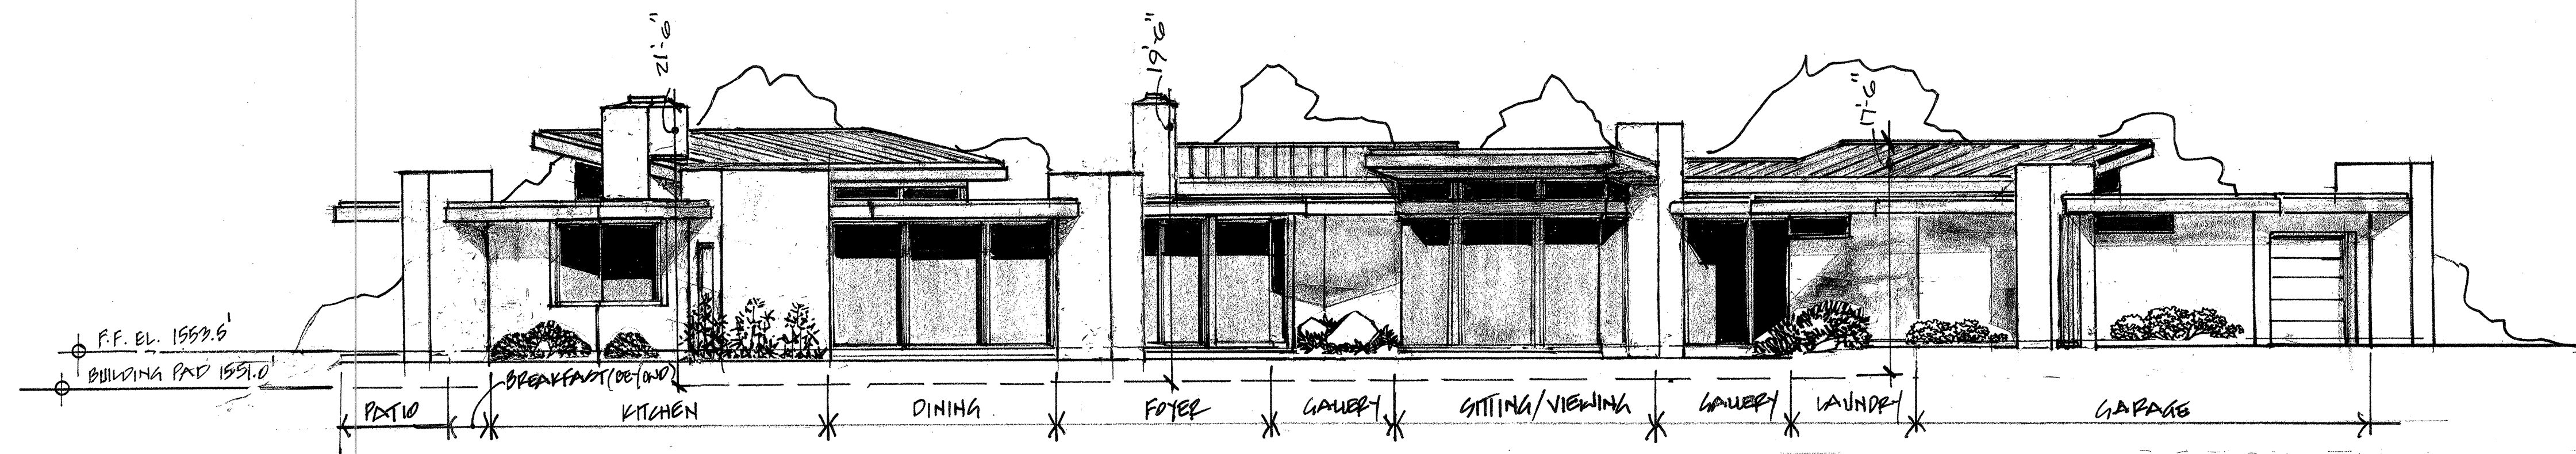 21'-6"
19'-6"
17'-6"
F.F. EL. 1553.5'
BUILDING PAD 1551.0'
BREAKFAST (BEYOND)
PATIO
KITCHEN
DINING
FOYER
GALLERY
SITTING/VIEWING
GALLERY
LAUNDRY
GARAGE